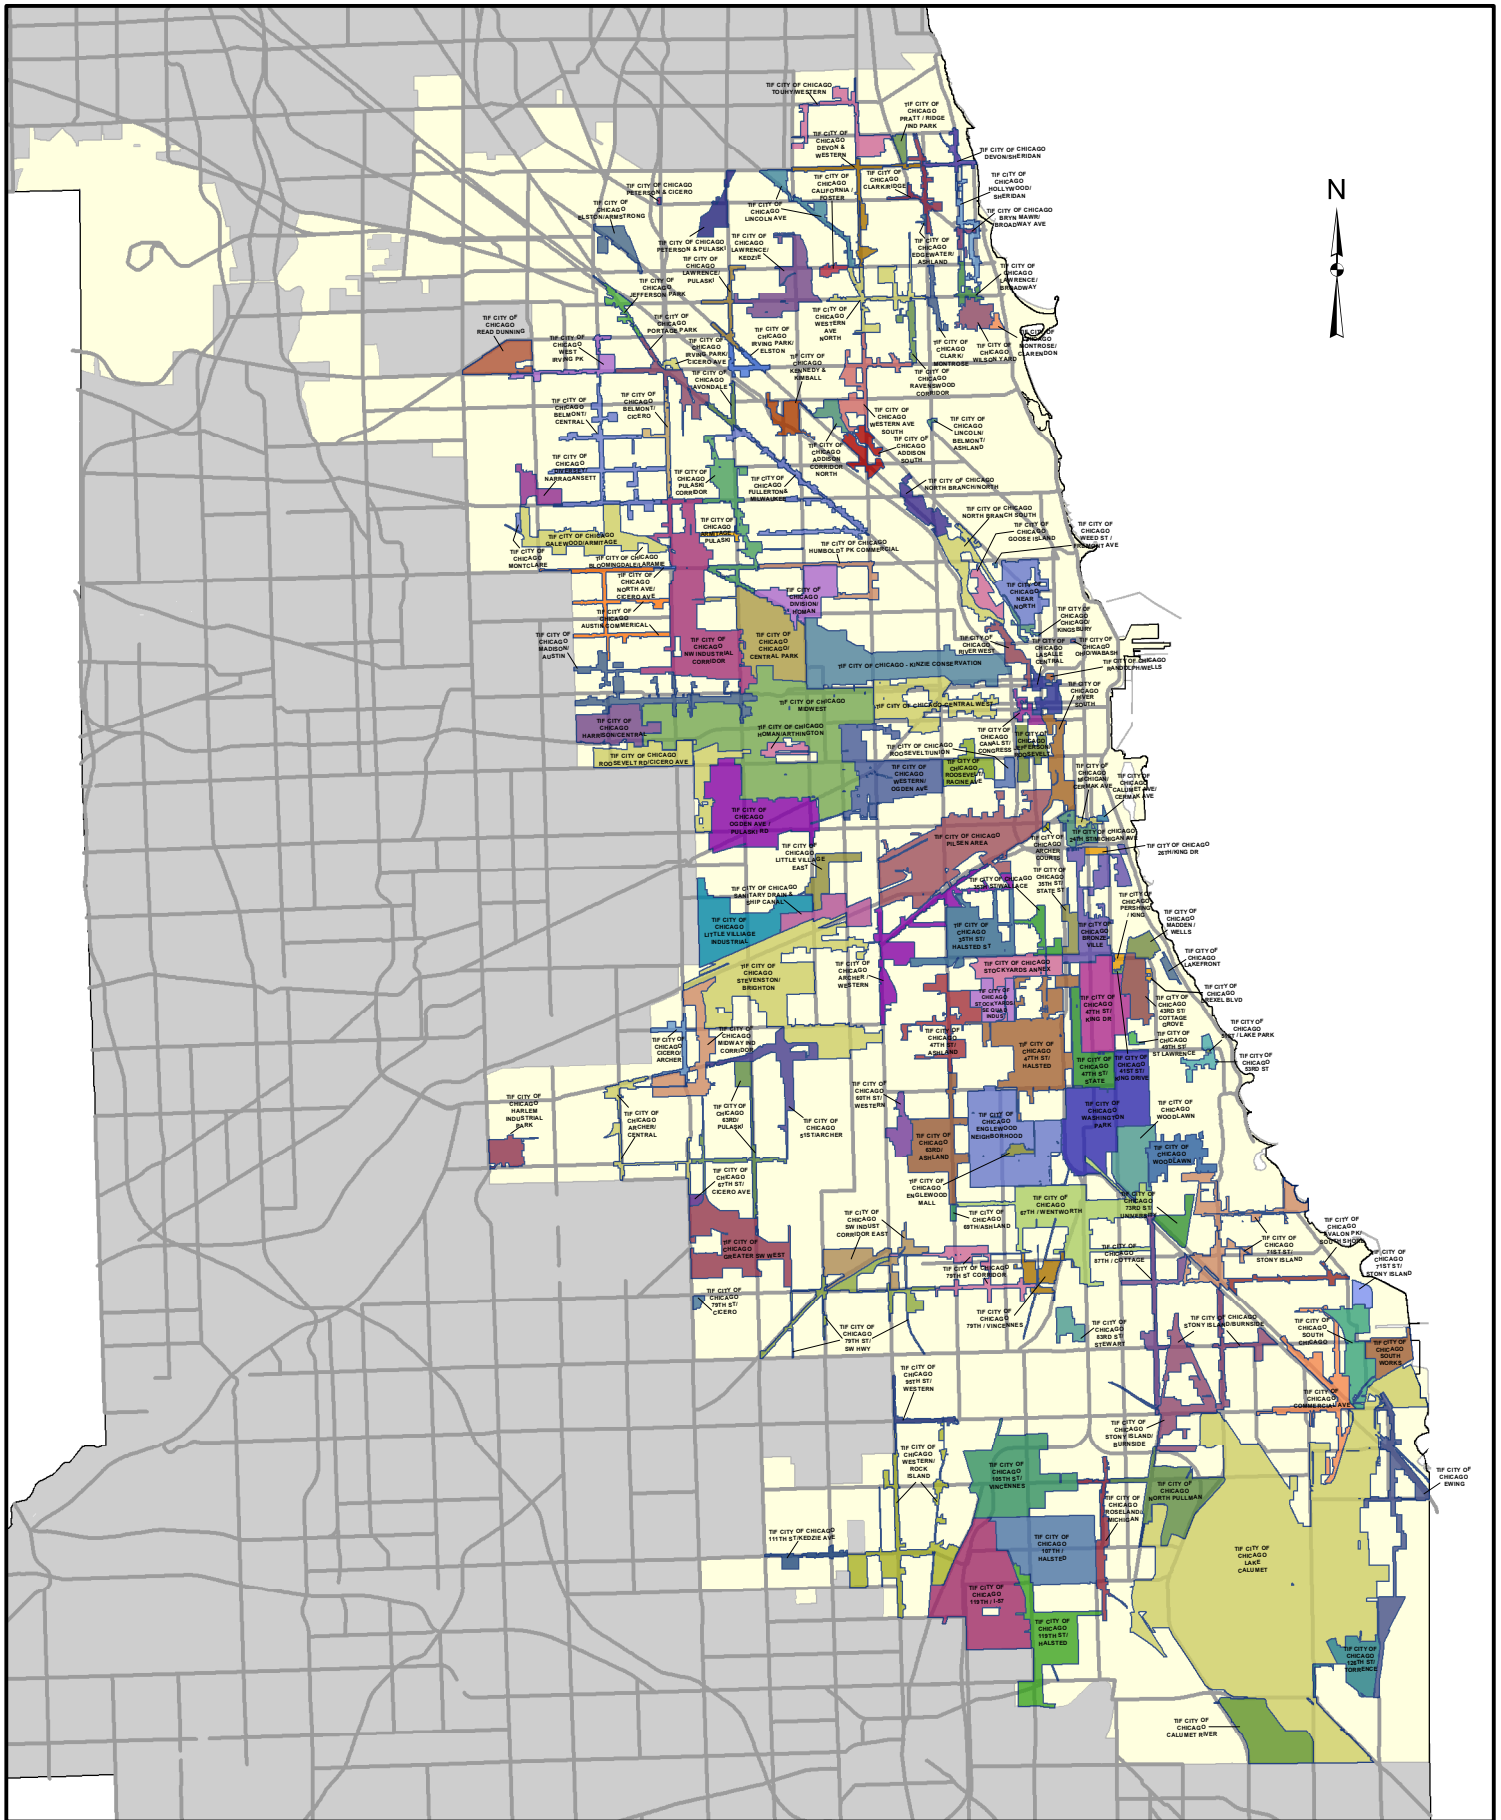 TIF CITY OF CHICAGO
TOUHY/WESTERN
TIF CITY OF
CHICAGO
PRATT / RIDGE
IND PARK
TIF CITY OF
CHICAGO
DEVON &
WESTERN
TIF CITY OF CHICAGO
DEVON/SHERIDAN
TIF CITY OF
CHICAGO
HOLLYWOOD/
SHERIDAN
TIF CITY OF
CHICAGO
CALIFORNIA /
FOSTER
TIF CITY OF
CHICAGO
CLARK/RIDGE
TIF CITY OF CHICAGO
PETERSON & CICERO
TIF CITY OF
CHICAGO
ELSTON/ARMSTRONG
TIF CITY OF
CHICAGO
LINCOLN AVE
TIF CITY OF CHICAGO
BRYN MAWR/
BROADWAY AVE
TIF CITY OF CHICAGO
PETERSON & PULASKI
TIF CITY OF
CHICAGO
LAWRENCE/
KEDZIE
TIF CITY OF
CHICAGO
EDGEWATER/
ASHLAND
TIF CITY OF
CHICAGO
LAWRENCE/
PULASKI
TIF CITY OF
CHICAGO
LAWRENCE/
BROADWAY
TIF CITY OF
CHICAGO
JEFFERSON PARK
TIF CITY OF
CHICAGO
READ DUNNING
TIF CITY OF
CHICAGO
PORTAGE PARK
TIF CITY OF
CHICAGO
WESTERN
AVE
NORTH
TIF CITY OF
CHICAGO
WEST
IRVING PK
TIF CITY OF
CHICAGO
IRVING PARK/
CICERO AVE
TIF CITY OF
CHICAGO
IRVING PARK/
ELSTON
TIF CITY OF
CHICAGO
CLARK/
MONTROSE
TIF CITY OF
CHICAGO
WILSON YARD
TIF CITY OF
CHICAGO
MONTROSE/
CLARENDON
TIF CITY OF
CHICAGO
KENNEDY &
KIMBALL
TIF CITY OF
CHICAGO
AVONDALE
TIF CITY OF
CHICAGO
RAVENSWOOD
CORRIDOR
TIF CITY OF
CHICAGO
BELMONT/
CENTRAL
TIF CITY OF
CHICAGO
BELMONT/
CICERO
TIF CITY OF
CHICAGO
WESTERN AVE
SOUTH
TIF CITY OF
CHICAGO
LINCOLN/
BELMONT/
ASHLAND
TIF CITY OF
CHICAGO
ADDISON
SOUTH
TIF CITY OF
CHICAGO
ADDISON
CORRIDOR
NORTH
TIF CITY OF
CHICAGO
DIVERSEY/
NARRAGANSETT
TIF CITY OF
CHICAGO
PULASKI
CORRIDOR
TIF CITY OF
CHICAGO
FULLERTON&
MILWAUKEE
TIF CITY OF CHICAGO
NORTH BRANCH/NORTH
TIF CITY OF CHICAGO
NORTH BRANCH SOUTH
TIF CITY OF
CHICAGO
GOOSE ISLAND
TIF CITY OF
CHICAGO
WEED ST /
FREMONT AVE
TIF CITY OF
CHICAGO
ARMITAGE/
PULASKI
TIF CITY OF CHICAGO
GALEWOOD/ARMITAGE
TIF CITY OF
CHICAGO
MONTCLARE
TIF CITY OF CHICAGO
BLOOMINGDALE/LARAMIE
TIF CITY OF CHICAGO
HUMBOLDT PK COMMERCIAL
TIF CITY OF
CHICAGO
NORTH AVE/
CICERO AVE
TIF CITY OF
CHICAGO
DIVISION/
HOMAN
TIF CITY OF
CHICAGO
NEAR
NORTH
TIF CITY OF
CHICAGO
AUSTIN COMMERICAL
TIF CITY OF
CHICAGO
CHICAGO/
KINGSBURY
TIF CITY OF
CHICAGO
MADISON/
AUSTIN
TIF CITY OF
CHICAGO
NW INDUSTRIAL
CORRIDOR
TIF CITY OF
CHICAGO
CHICAGO/
CENTRAL PARK
TIF CITY OF
CHICAGO
RIVER WEST
TIF CITY OF
CHICAGO
LASALLE
CENTRAL
TIF CITY OF
CHICAGO
OHIO/WABASH
TIF CITY OF CHICAGO - KINZIE CONSERVATION
TIF CITY OF CHICAGO
RANDOLPH/WELLS
TIF CITY OF
CHICAGO
RIVER
SOUTH
TIF CITY OF CHICAGO
MIDWEST
TIF CITY OF CHICAGO CENTRAL WEST
TIF CITY OF
CHICAGO
HARRISON/CENTRAL
TIF CITY OF CHICAGO
HOMAN/ARTHINGTON
TIF CITY OF
CHICAGO
CANAL ST/
CONGRESS
TIF CITY OF
CHICAGO
JEFFERSON/
ROOSEVELT
TIF CITY OF CHICAGO
ROOSEVELT/UNION
TIF CITY OF CHICAGO
ROOSEVELT RD/CICERO AVE
TIF CITY OF
CHICAGO
WESTERN/
OGDEN AVE
TIF CITY OF
CHICAGO
ROOSEVELT/
RACINE AVE
TIF CITY OF
CHICAGO
MICHIGAN/
CERMAK AVE
TIF CITY OF
CHICAGO
CALUMET AVE/
CERMAK AVE
TIF CITY OF
CHICAGO
OGDEN AVE /
PULASKI RD
TIF CITY OF CHICAGO
PILSEN AREA
TIF CITY OF
CHICAGO
ARCHER
COURTS
TIF CITY OF CHICAGO
24TH ST/MICHIGAN AVE
TIF CITY OF CHICAGO
26TH/KING DR
TIF CITY OF
CHICAGO
LITTLE VILLAGE
EAST
TIF CITY OF CHICAGO
35TH ST/WALLACE
TIF CITY OF
CHICAGO
35TH ST/
STATE ST
TIF CITY OF CHICAGO
SANITARY DRAIN &
SHIP CANAL
TIF CITY OF
CHICAGO
PERSHING
/ KING
TIF CITY OF
CHICAGO
MADDEN /
WELLS
TIF CITY OF
CHICAGO
LITTLE VILLIAGE
INDUSTRIAL
TIF CITY OF
CHICAGO
35TH ST/
HALSTED ST
TIF CITY OF
CHICAGO
BRONZE/
VILLE
TIF CITY OF
CHICAGO
LAKEFRONT
TIF CITY OF
CHICAGO
STEVENSTON/
BRIGHTON
TIF CITY OF
CHICAGO
ARCHER /
WESTERN
TIF CITY OF CHICAGO
STOCKYARDS ANNEX
TIF CITY OF
CHICAGO
DREXEL BLVD
TIF CITY OF
CHICAGO
STOCKYARDS/
SE QUAD
INDUST
TIF CITY OF
CHICAGO
47TH ST/
KING DR
TIF CITY OF
CHICAGO
43RD ST/
COTTAGE
GROVE
TIF CITY OF
CHICAGO
MIDWAY IND
CORRIDOR
TIF CITY OF
CHICAGO
CICERO/
ARCHER
TIF CITY OF
CHICAGO
47TH ST/
ASHLAND
TIF CITY OF
CHICAGO
47TH ST/
HALSTED
TIF CITY OF
CHICAGO
49TH ST/
ST LAWRENCE
TIF CITY OF
CHICAGO
51ST / LAKE PARK
TIF CITY OF
CHICAGO
53RD ST
TIF CITY OF
CHICAGO
47TH ST/
STATE
TIF CITY OF
CHICAGO
41ST ST/
KING DRIVE
TIF CITY OF
CHICAGO
HARLEM
INDUSTRIAL
PARK
TIF CITY OF
CHICAGO
ARCHER/
CENTRAL
TIF CITY OF
CHICAGO
63RD/
PULASKI
TIF CITY OF
CHICAGO
51ST/ARCHER
TIF CITY OF
CHICAGO
60TH ST/
WESTERN
TIF CITY OF
CHICAGO
63RD/
ASHLAND
TIF CITY OF
CHICAGO
ENGLEWOOD
NEIGHBORHOOD
TIF CITY OF
CHICAGO
WASHINGTON
PARK
TIF CITY OF
CHICAGO
WOODLAWN
TIF CITY OF
CHICAGO
WOODLAWN
TIF CITY OF
CHICAGO
67TH ST/
CICERO AVE
TIF CITY OF
CHICAGO
ENGLEWOOD
MALL
TIF CITY OF
CHICAGO
67TH / WENTWORTH
TIF CITY OF
CHICAGO
73RD ST/
UNIVERSITY
TIF CITY OF
CHICAGO
SW INDUST
CORRIDOR EAST
TIF CITY OF
CHICAGO
69TH/ASHLAND
TIF CITY OF
CHICAGO
GREATER SW WEST
TIF CITY OF
CHICAGO
87TH / COTTAGE
TIF CITY OF
CHICAGO
71ST ST/
STONY ISLAND
TIF CITY OF
CHICAGO
AVALON PK/
SOUTH SHORE
TIF CITY OF
CHICAGO
71ST ST/
STONY ISLAND
TIF CITY OF CHICAGO
79TH ST CORRIDOR
TIF CITY OF
CHICAGO
79TH ST/
CICERO
TIF CITY OF
CHICAGO
79TH ST/
SW HWY
TIF CITY OF
CHICAGO
79TH / VINCENNES
TIF CITY OF
CHICAGO
83RD ST/
STEWART
TIF CITY OF CHICAGO
STONY ISLAND/BURNSIDE
TIF CITY OF
CHICAGO
SOUTH
CHICAGO
TIF CITY OF
CHICAGO
SOUTH
WORKS
TIF CITY OF
CHICAGO
95TH ST/
WESTERN
TIF CITY OF
CHICAGO
COMMERCIAL AVE
TIF CITY OF
CHICAGO
STONY ISLAND/
BURNSIDE
TIF CITY OF
CHICAGO
WESTERN/
ROCK
ISLAND
TIF CITY OF
CHICAGO
105TH ST/
VINCENNES
TIF CITY OF
CHICAGO
NORTH PULLMAN
TIF CITY OF
CHICAGO
EWING
TIF CITY OF
CHICAGO
ROSELAND/
MICHIGAN
TIF CITY OF CHICAGO
111TH ST/KEDZIE AVE
TIF CITY OF
CHICAGO
107TH /
HALSTED
TIF CITY OF
CHICAGO
LAKE
CALUMET
TIF CITY OF
CHICAGO
119TH / I-57
TIF CITY OF
CHICAGO
119TH ST/
HALSTED
TIF CITY OF
CHICAGO
126TH ST/
TORRENCE
TIF CITY OF
CHICAGO
CALUMET RIVER
N